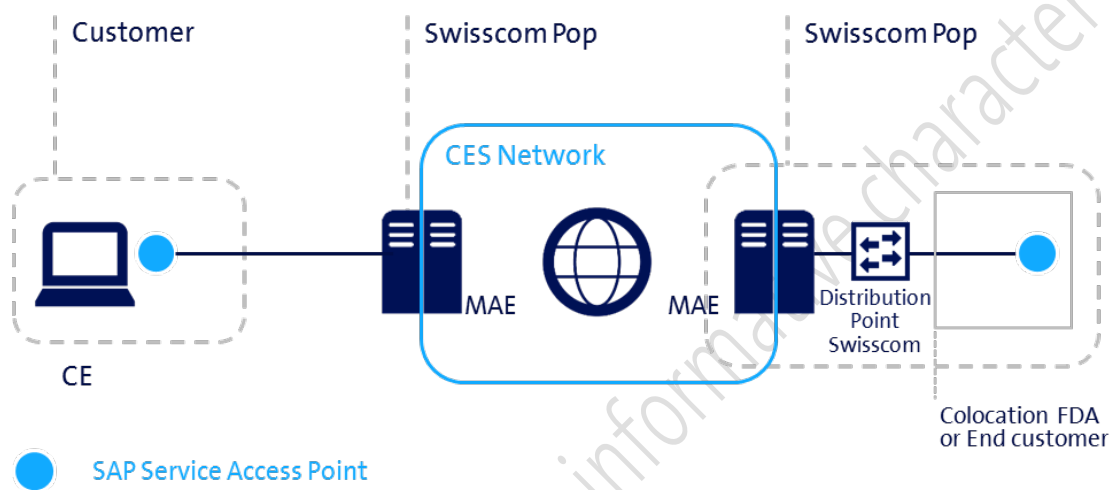 Customer
Swisscom Pop
Swisscom Pop
CES Network
MAE
MAE
Distribution
Point
Swisscom
CE
Colocation FDA
or End customer
SAP Service Access Point
informative character